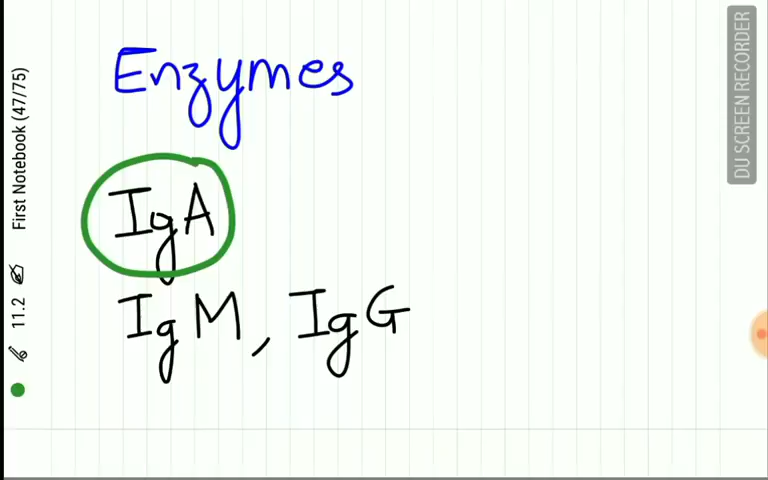 Enzymes
IgA
IgM, IgG
First Notebook (47/75)
11.2
DU SCREEN RECORDER